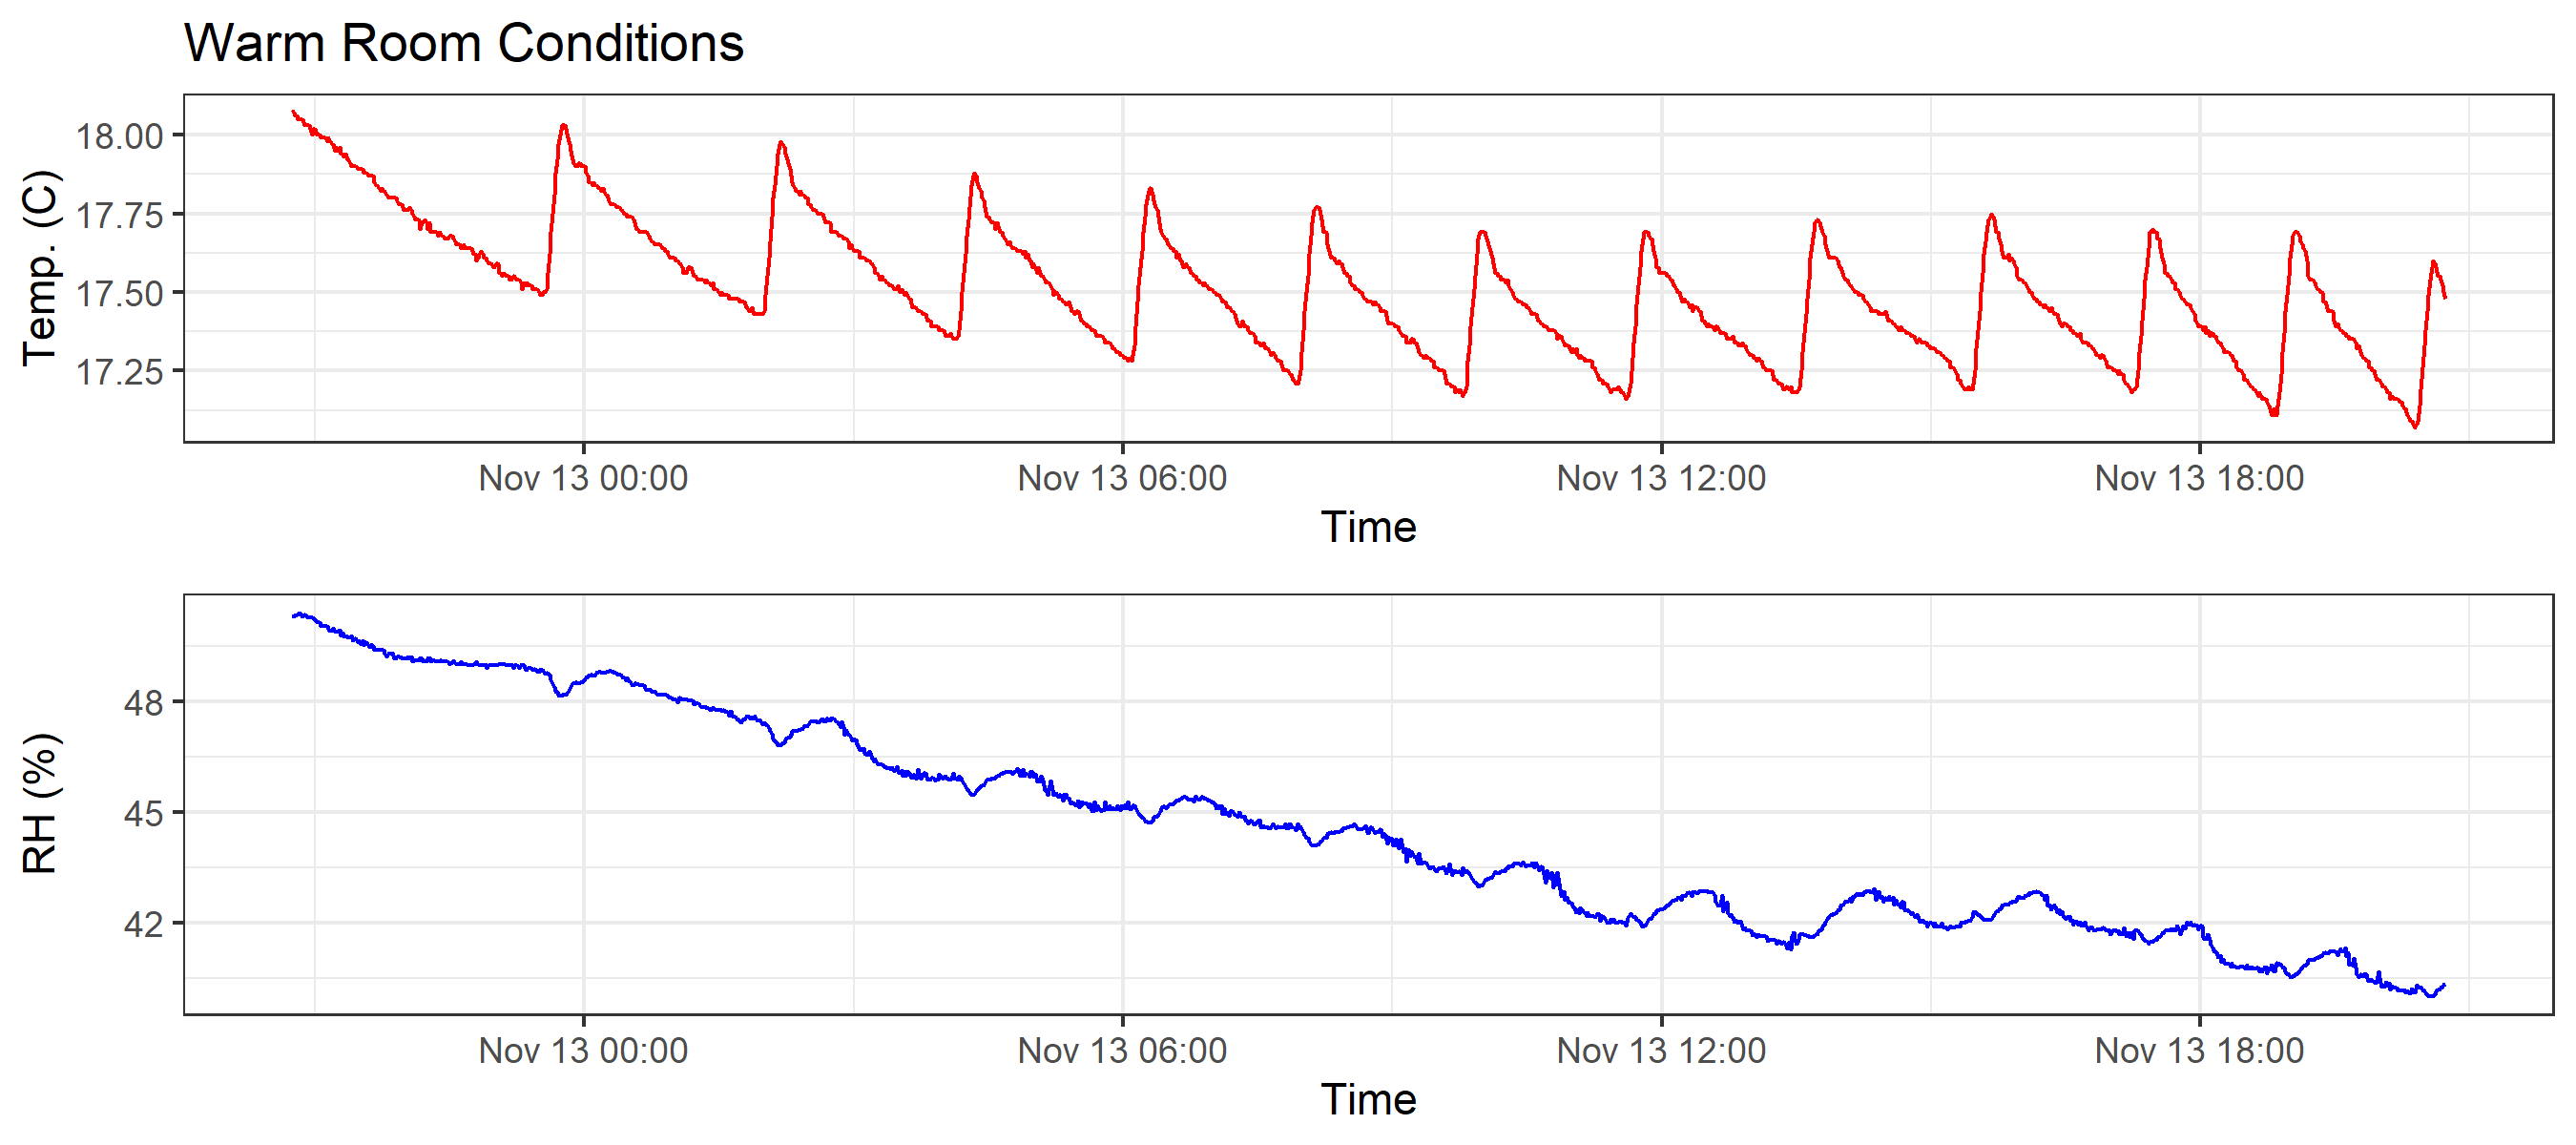 Warm Room Conditions
Temp. (C)
18.00
17.75
17.50
17.25
Nov 13 00:00 Nov 13 06:00 Nov 13 12:00 Nov 13 18:00
Time
RH (%)
48
45
42
Nov 13 00:00 Nov 13 06:00 Nov 13 12:00 Nov 13 18:00
Time